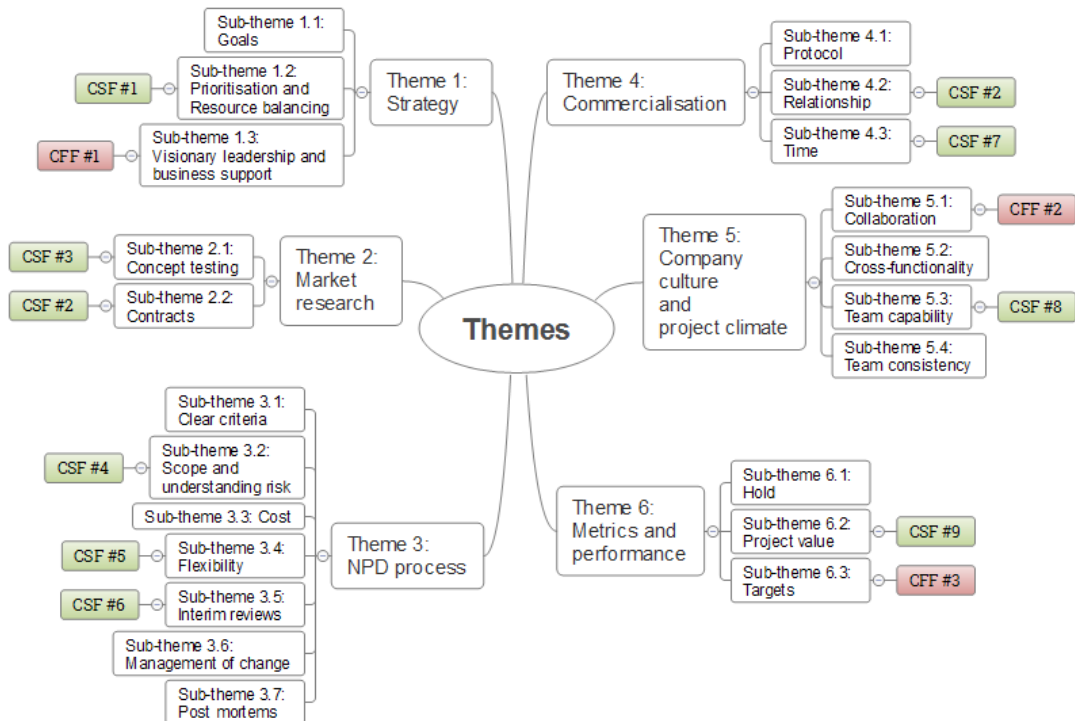 Themes
Theme 1:
Strategy
Sub-theme 1.1:
Goals
Sub-theme 1.2:
Prioritisation and
Resource balancing
CSF #1
Sub-theme 1.3:
Visionary leadership and
business support
CFF #1
Theme 2:
Market
research
Sub-theme 2.1:
Concept testing
CSF #3
Sub-theme 2.2:
Contracts
CSF #2
Theme 3:
NPD process
Sub-theme 3.1:
Clear criteria
Sub-theme 3.2:
Scope and
understanding risk
CSF #4
Sub-theme 3.3: Cost
Sub-theme 3.4:
Flexibility
CSF #5
Sub-theme 3.5:
Interim reviews
CSF #6
Sub-theme 3.6:
Management of change
Sub-theme 3.7:
Post mortems
Theme 4:
Commercialisation
Sub-theme 4.1:
Protocol
Sub-theme 4.2:
Relationship
CSF #2
Sub-theme 4.3:
Time
CSF #7
Theme 5:
Company
culture
and
project climate
Sub-theme 5.1:
Collaboration
CFF #2
Sub-theme 5.2:
Cross-functionality
Sub-theme 5.3:
Team capability
CSF #8
Sub-theme 5.4:
Team consistency
Theme 6:
Metrics and
performance
Sub-theme 6.1:
Hold
Sub-theme 6.2:
Project value
CSF #9
Sub-theme 6.3:
Targets
CFF #3